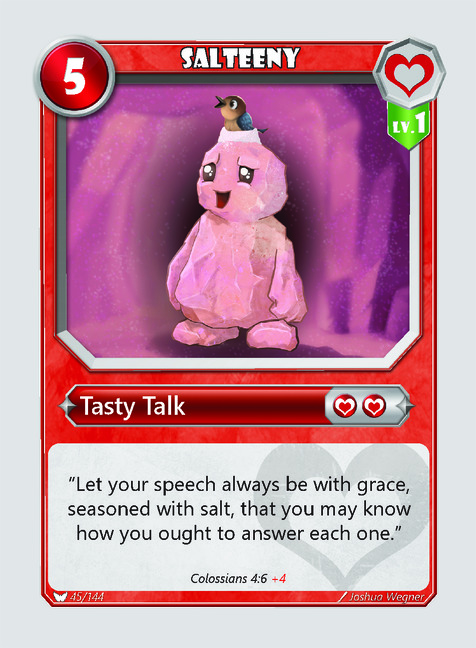 SALTEENY
5
LV.1
Tasty Talk
“Let your speech always be with grace,
seasoned with salt, that you may know
how you ought to answer each one.”
Colossians 4:6 +4
45/144
Joshua Wegner